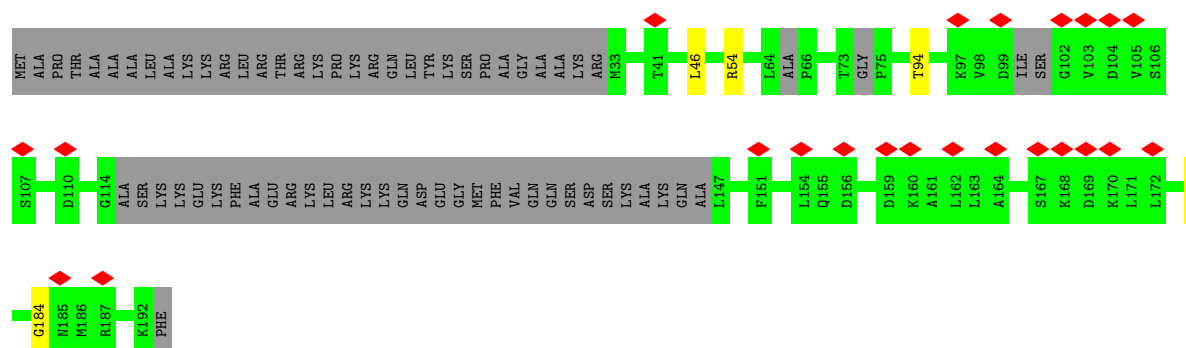 MET ALA PRO THR ALA ALA ALA LEU ALA LYS LYS ARG LEU ARG THR ARG LYS PRO LYS ARG GLN LEU TYR LYS SER PRO ALA GLY ALA ALA LYS ARG M33 T41 L46 R54 L64 ALA P66 T73 GLY P75 T94 K97 V98 D99 ILE SER G102 V103 D104 V105 S106
S107 D110 G114 ALA SER LYS LYS GLU LYS PHE ALA GLU ARG LYS LEU ARG LYS LYS GLN ASP GLU GLY MET PHE VAL GLN GLN SER ASP SER LYS ALA LYS GLN ALA L147 F151 L154 Q155 D156 D159 K160 A161 L162 L163 A164 S167 K168 D169 K170 L171 L172
G184 N185 M186 R187 K192 PHE